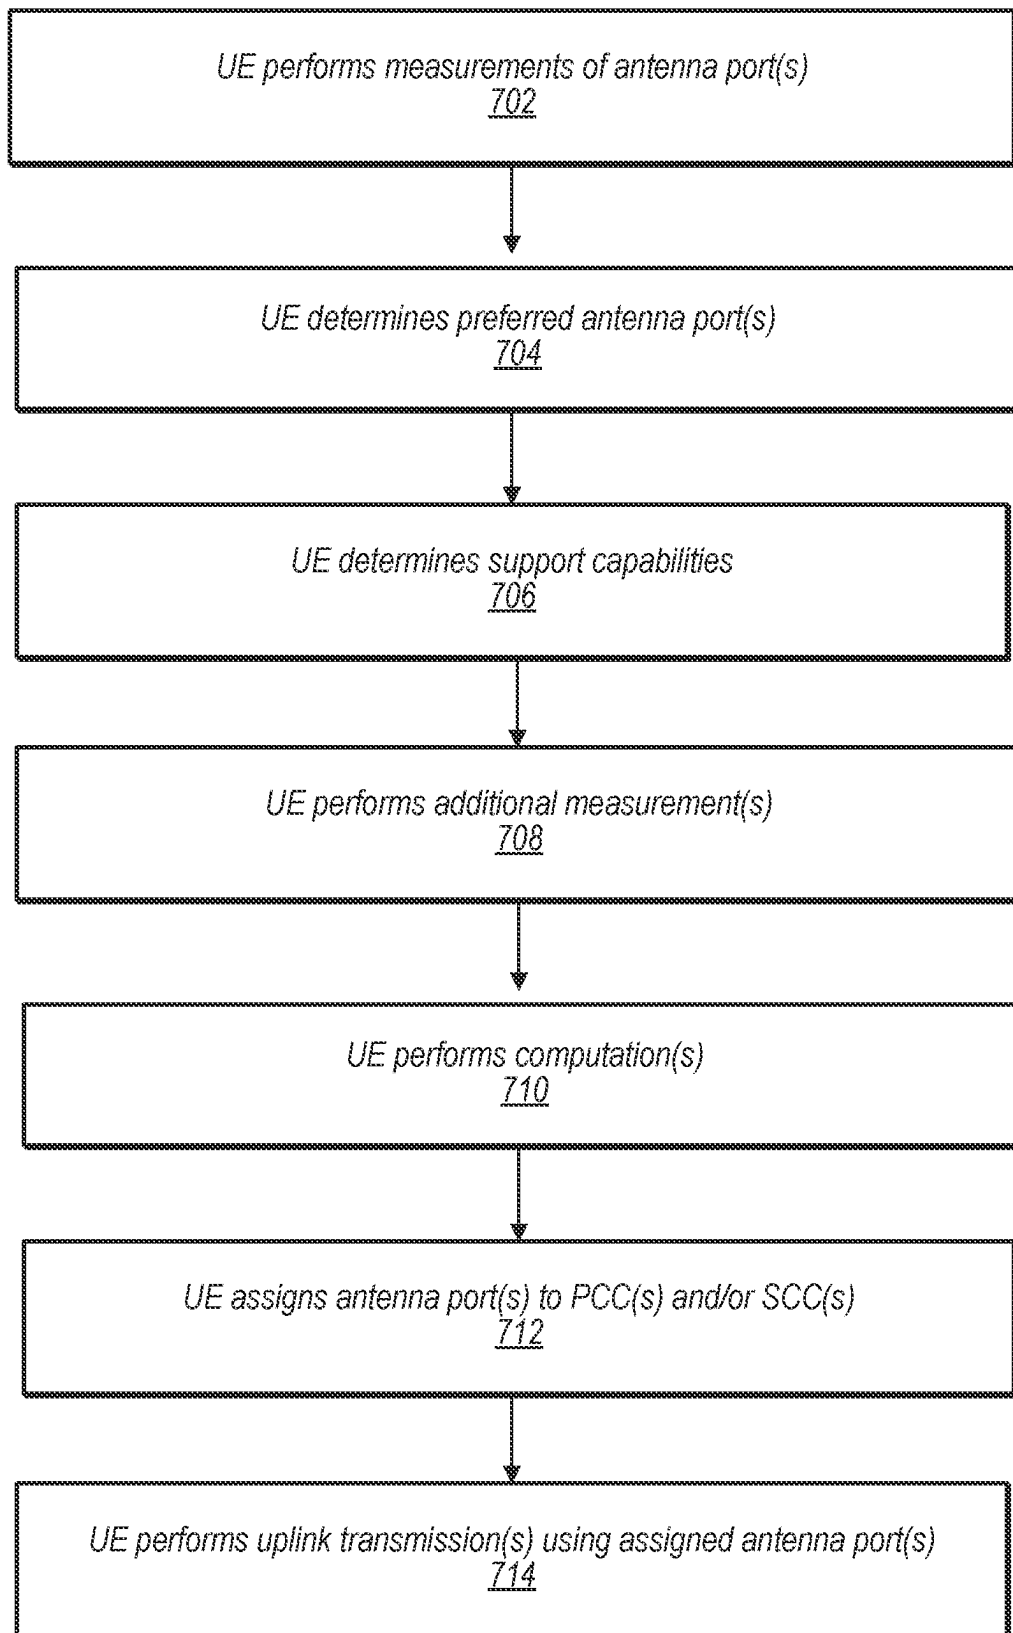 UE performs measurements of antenna port(s)
702
UE determines preferred antenna port(s)
704
UE determines support capabilities
706
UE performs additional measurement(s)
708
UE performs computation(s)
710
UE assigns antenna port(s) to PCC(s) and/or SCC(s)
712
UE performs uplink transmission(s) using assigned antenna port(s)
714